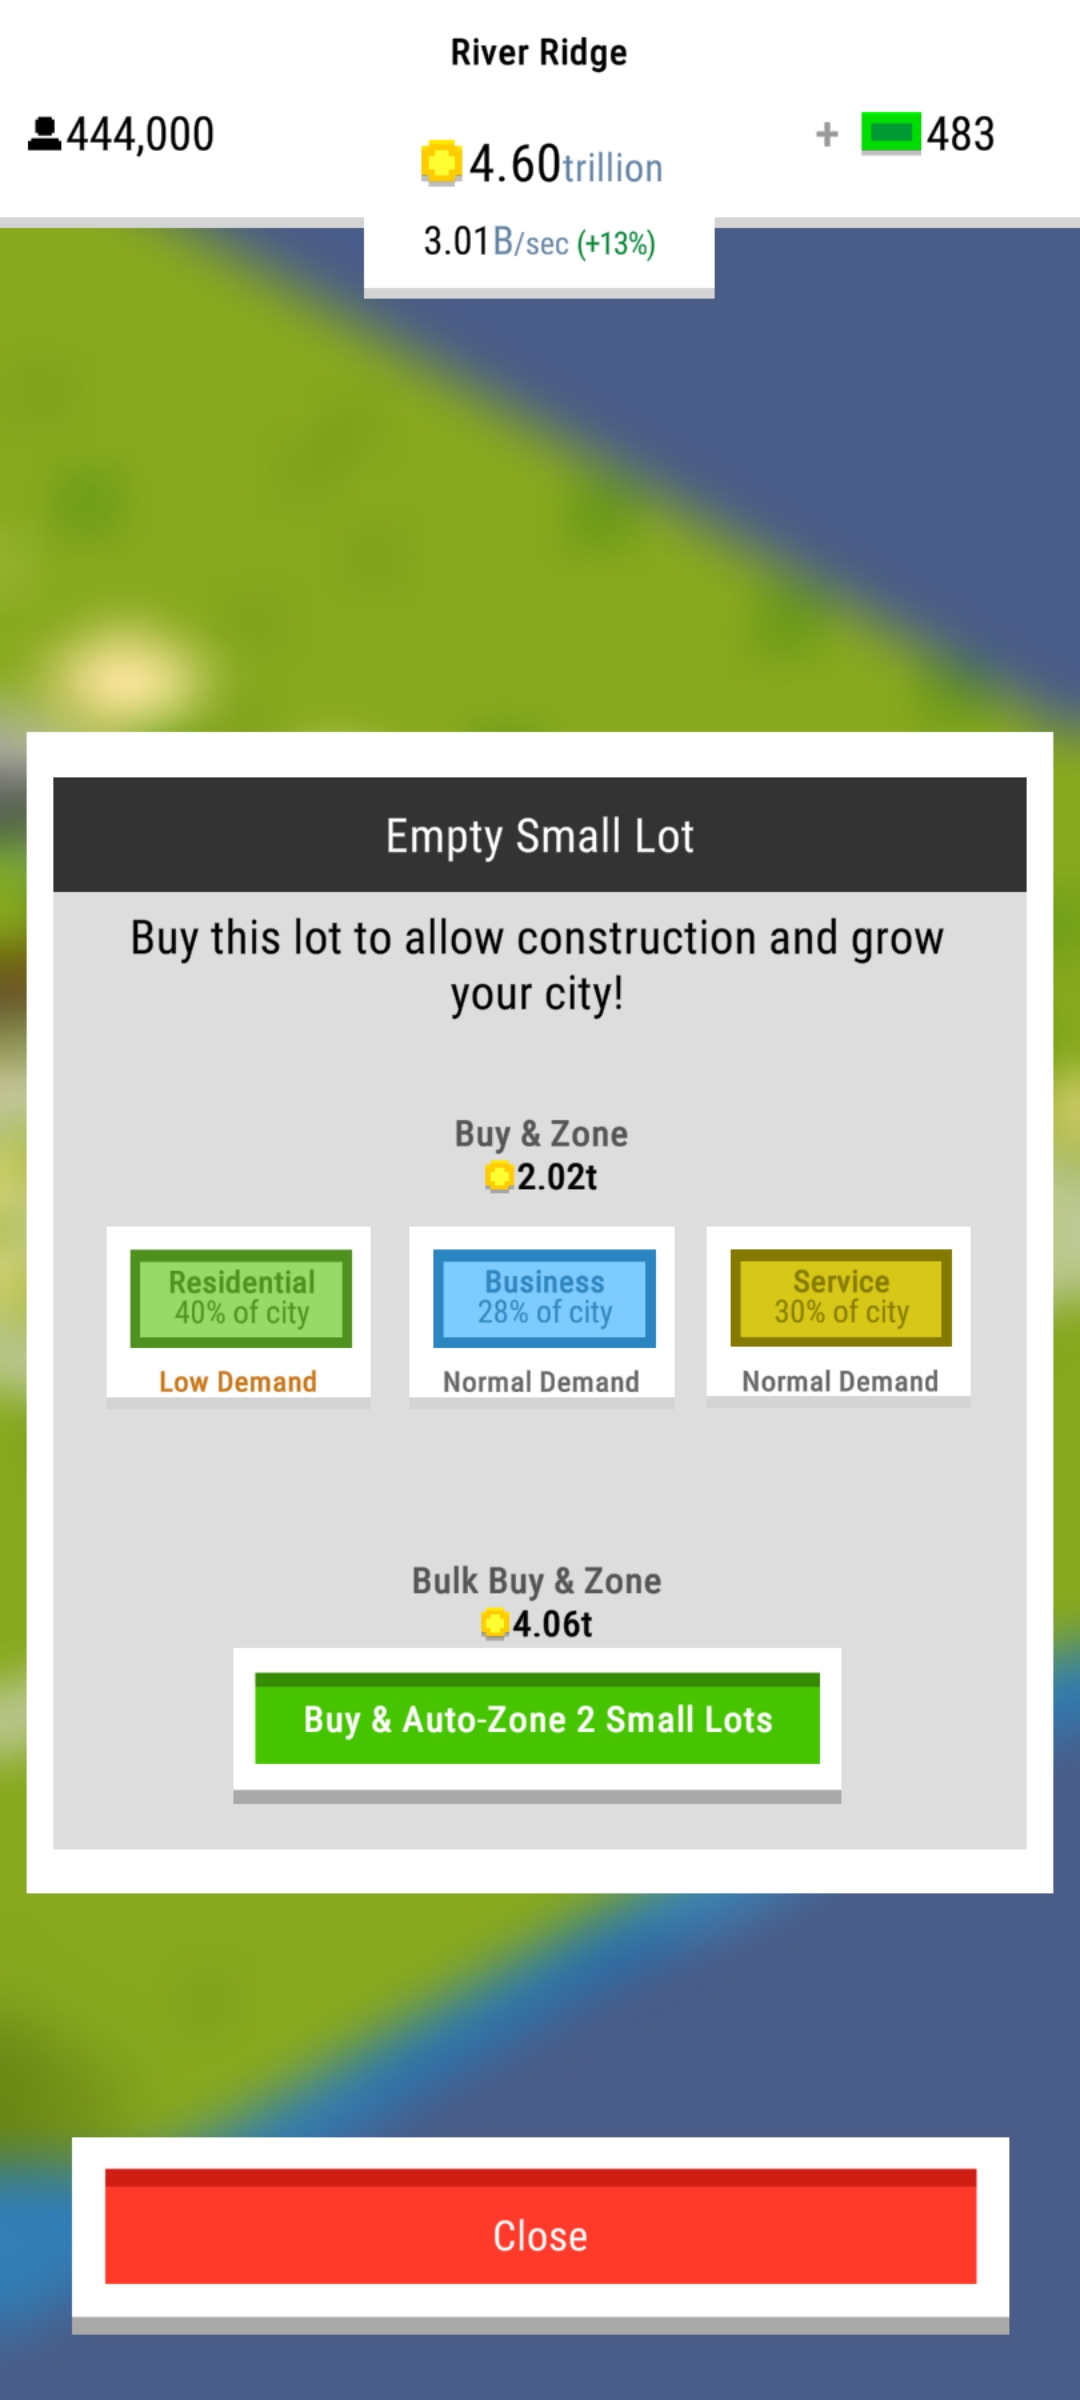 River Ridge
444,000
4.60trillion
+ 483
3.01B/sec (+13%)
Empty Small Lot
Buy this lot to allow construction and grow
your city!
Buy & Zone
2.02t
Residential
40% of city
Low Demand
Business
28% of city
Normal Demand
Service
30% of city
Normal Demand
Bulk Buy & Zone
4.06t
Buy & Auto-Zone 2 Small Lots
Close